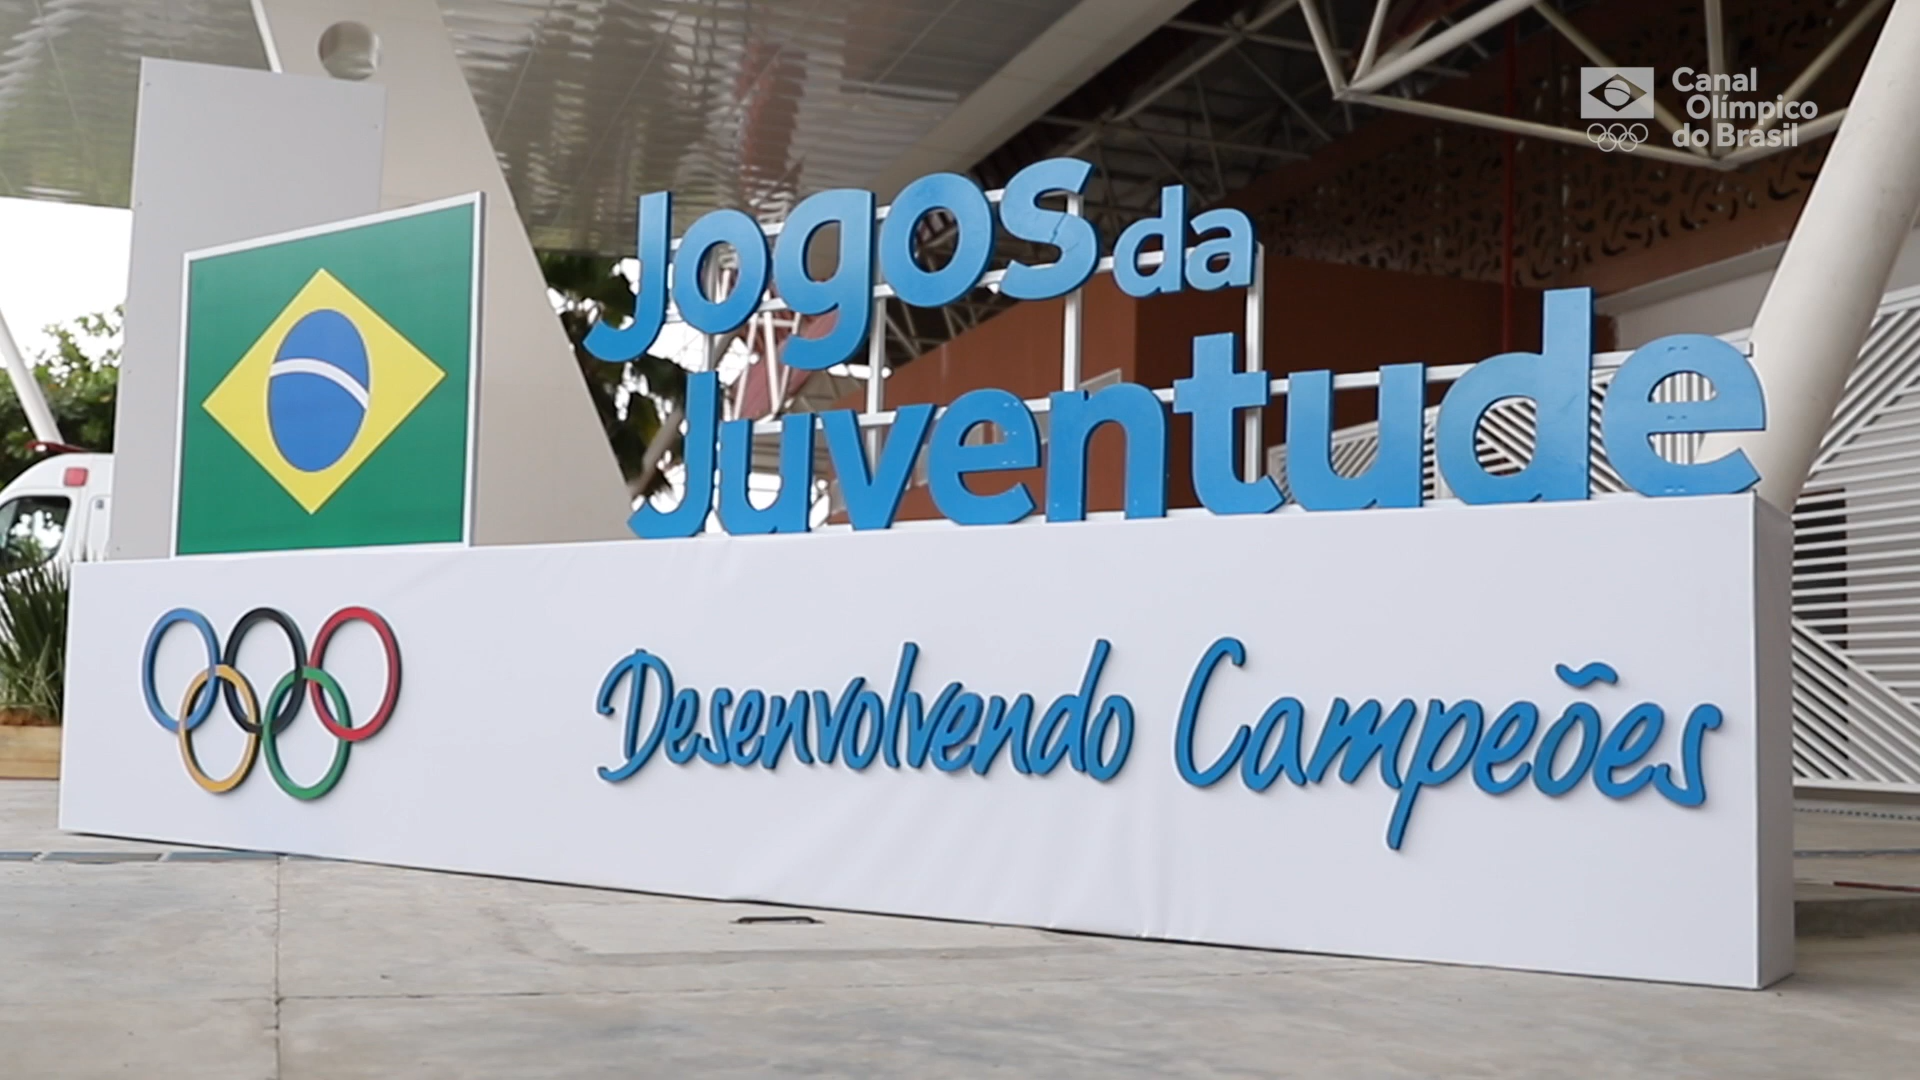 Canal
Olímpico
do Brasil
Jogos da
Juventude
Desenvolvendo Campeões